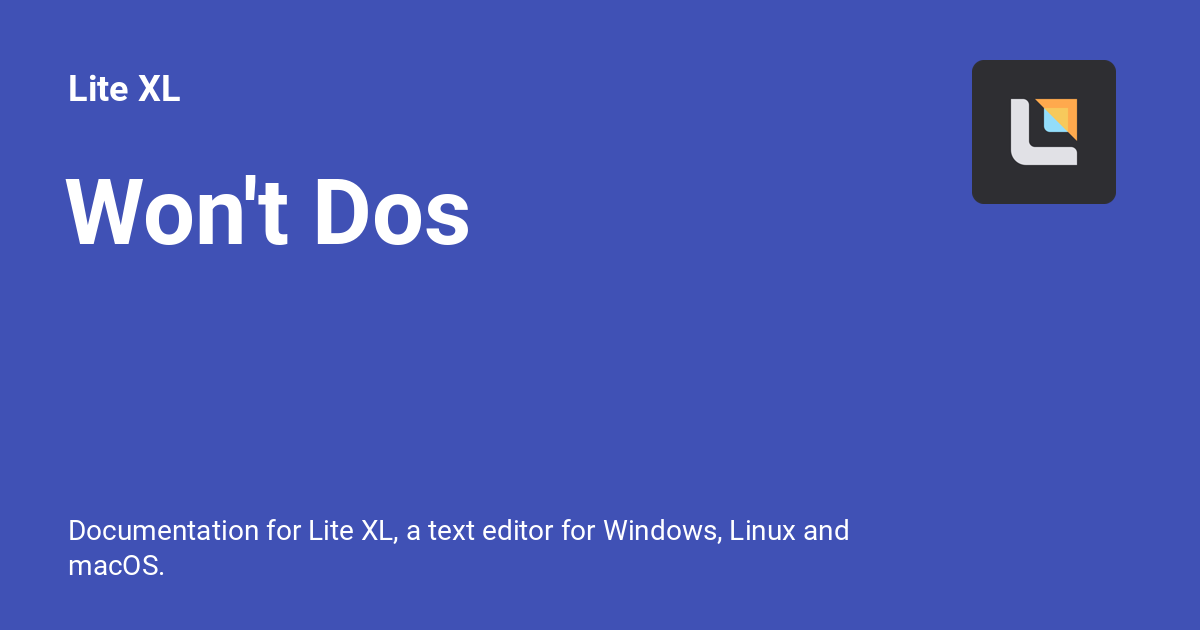 Lite XL
Won't Dos
Documentation for Lite XL, a text editor for Windows, Linux and
macOS.